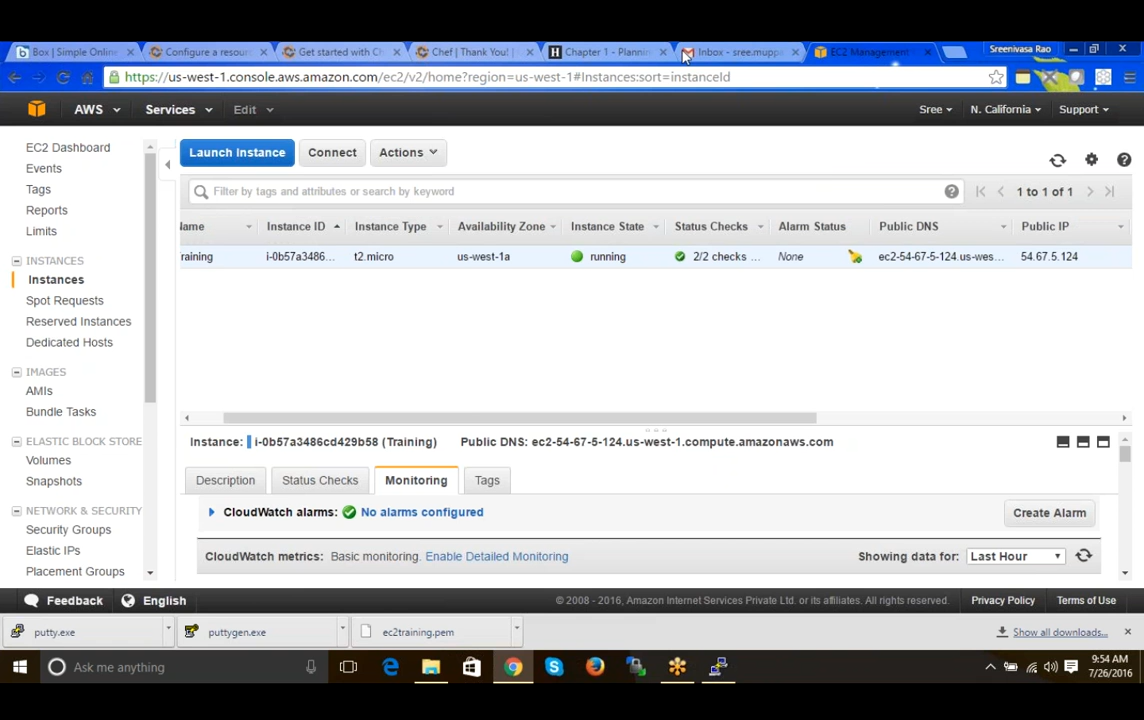 Box | Simple Onlin
Configure a resour
Get started with Ch
Chef | Thank You! |
Chapter 1 - Plannin
Inbox - sree.muppa
EC2 Management
Sreenivasa Rao
https://us-west-1.console.aws.amazon.com/ec2/v2/home?region=us-west-1#Instances:sort=instanceId
AWS
Services
Edit
Sree
N. California
Support
EC2 Dashboard
Events
Tags
Reports
Limits
INSTANCES
Instances
Spot Requests
Reserved Instances
Dedicated Hosts
IMAGES
AMIs
Bundle Tasks
ELASTIC BLOCK STORE
Volumes
Snapshots
NETWORK & SECURITY
Security Groups
Elastic IPs
Placement Groups
Launch Instance
Connect
Actions
Filter by tags and attributes or search by keyword
1 to 1 of 1
Name Instance ID Instance Type Availability Zone Instance State Status Checks Alarm Status Public DNS Public IP
raining i-0b57a3486... t2.micro us-west-1a running 2/2 checks ... None ec2-54-67-5-124.us-wes... 54.67.5.124
Instance: i-0b57a3486cd429b58 (Training) Public DNS: ec2-54-67-5-124.us-west-1.compute.amazonaws.com
Description
Status Checks
Monitoring
Tags
CloudWatch alarms: No alarms configured
Create Alarm
CloudWatch metrics: Basic monitoring. Enable Detailed Monitoring
Showing data for: Last Hour
Feedback
English
© 2008 - 2016, Amazon Internet Services Private Ltd. or its affiliates. All rights reserved.
Privacy Policy
Terms of Use
putty.exe
puttygen.exe
ec2training.pem
Show all downloads...
Ask me anything
9:54 AM
7/26/2016